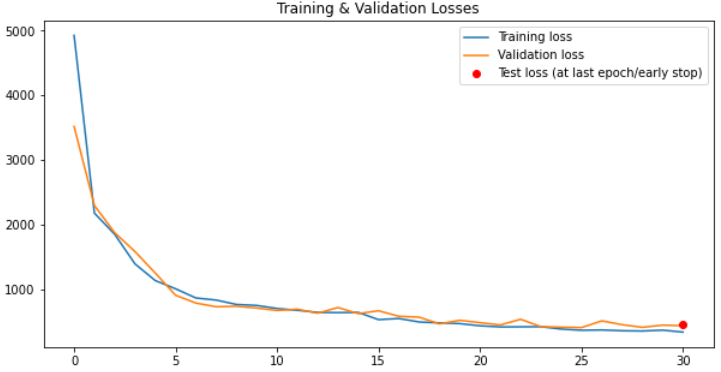 Training & Validation Losses
Training loss
Validation loss
Test loss (at last epoch/early stop)
5000
4000
3000
2000
1000
0 5 10 15 20 25 30